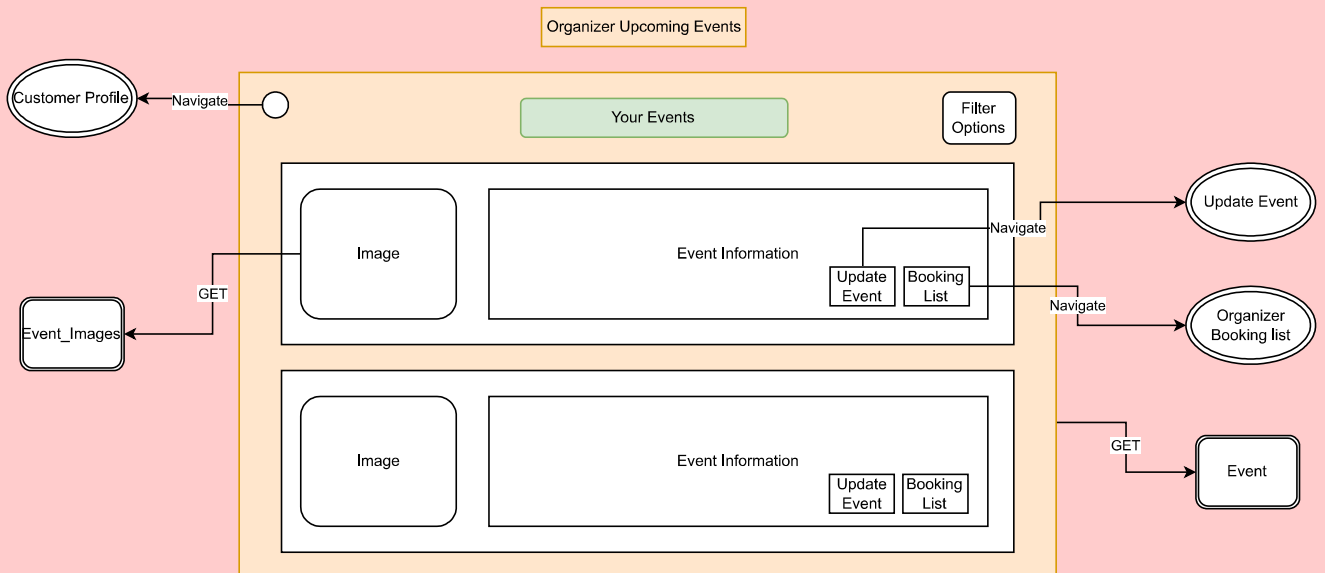 Organizer Upcoming Events
Customer Profile
Navigate
Your Events
Filter
Options
Image
Event Information
Navigate
Update Event
Update
Event
Booking
List
GET
Navigate
Event_Images
Organizer
Booking list
Image
Event Information
Update
Event
Booking
List
GET
Event